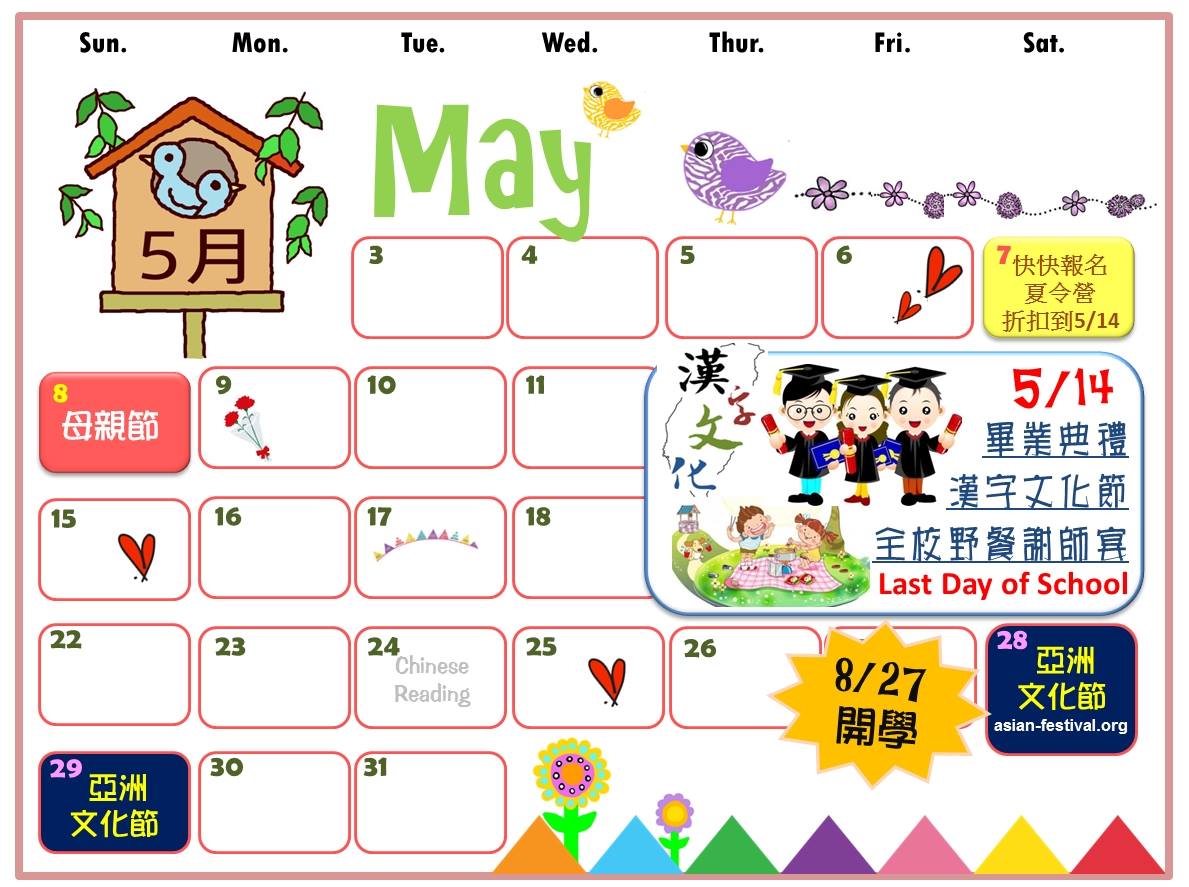 Sun. Mon. Tue. Wed. Thur. Fri. Sat.
May
5月
3 4 5 6 7
快快報名
夏令營
折扣到5/14
8 9 10 11
母親節
漢
字
文
化
5/14
畢業典禮
漢字文化節
全校野餐謝師宴
Last Day of School
15 16 17 18
22 23 24 25 26 28
Chinese
Reading
8/27
開學
亞洲
文化節
asian-festival.org
29 30 31
亞洲
文化節